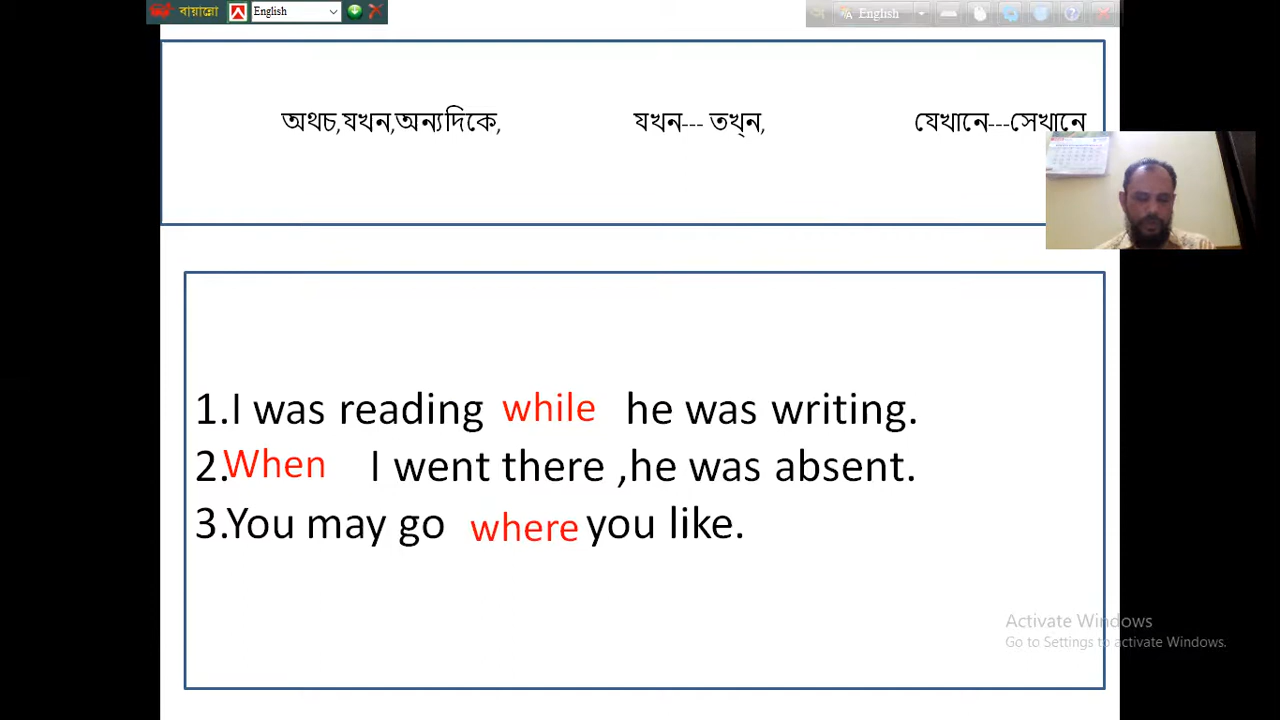 বায়ান্নো English English
অথচ,যখন,অন্যদিকে, যখন--- তখ্ন, যেখানে---সেখানে
1.I was reading while he was writing.
2.When I went there ,he was absent.
3.You may go where you like.
Activate Windows
Go to Settings to activate Windows.